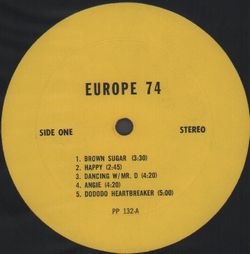 EUROPE 74
SIDE ONE STEREO
1. BROWN SUGAR (3:30)
2. HAPPY (2:45)
3. DANCING W/MR. D (4:20)
4. ANGIE (4:20)
5. DODODO HEARTBREAKER (5:00)
PP 132-A